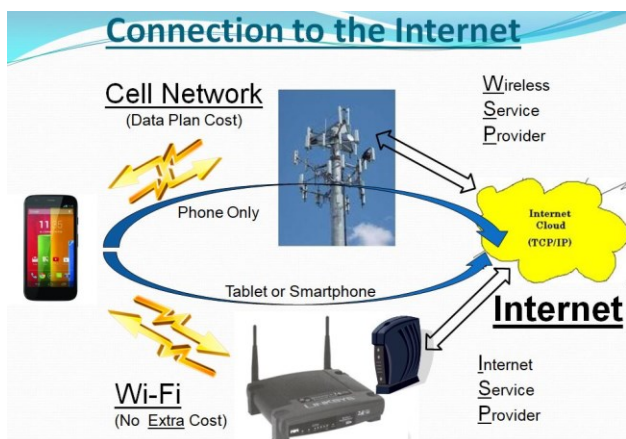 Connection to the Internet
Cell Network
(Data Plan Cost)
Wireless
Service
Provider
Phone Only
Internet
Cloud
(TCP/IP)
Tablet or Smartphone
Internet
Wi-Fi
(No Extra Cost)
LINKSYS
Internet
Service
Provider